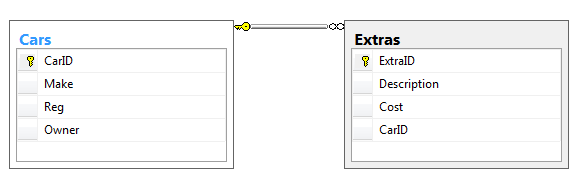 Cars
CarID
Make
Reg
Owner
Extras
ExtraID
Description
Cost
CarID